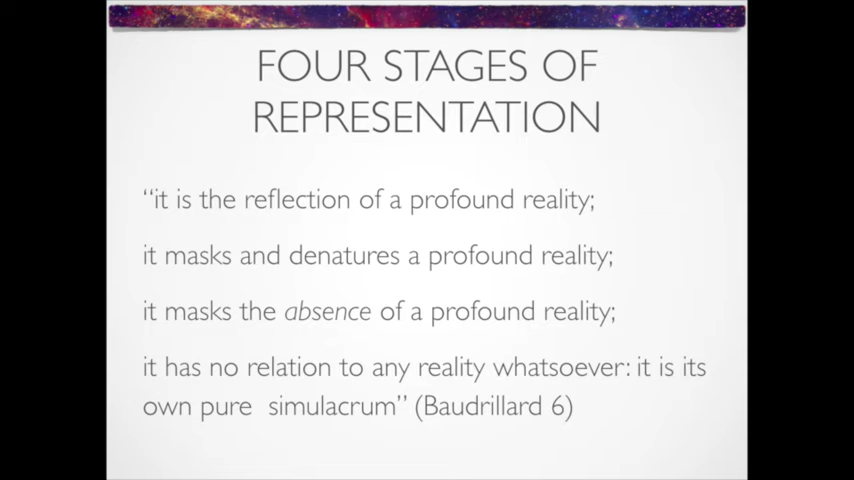 FOUR STAGES OF
REPRESENTATION
“it is the reflection of a profound reality;
it masks and denatures a profound reality;
it masks the absence of a profound reality;
it has no relation to any reality whatsoever: it is its
own pure  simulacrum” (Baudrillard 6)